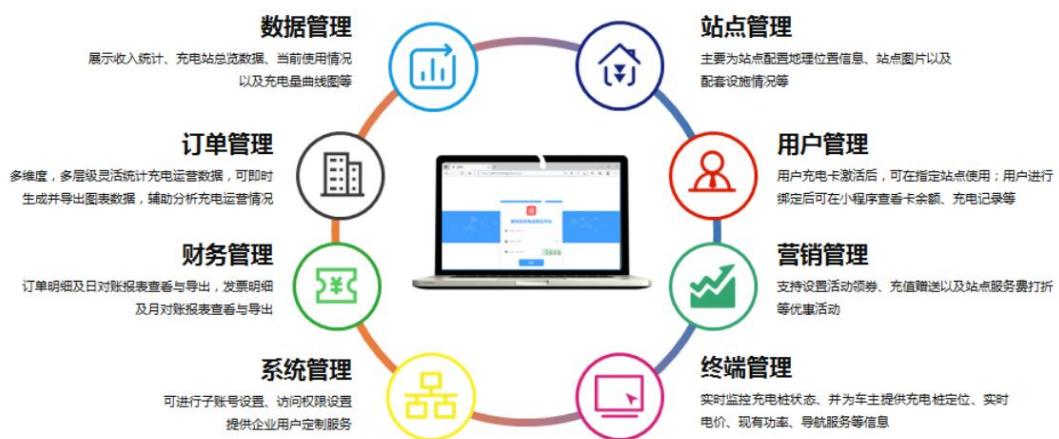 数据管理
展示收入统计、充电站总览数据、当前使用情况
以及充电量曲线图等
站点管理
主要为站点配置地理位置信息、站点图片以及
配套设施情况等
订单管理
多维度,多层级灵活统计充电运营数据,可即时
生成并导出图表数据,辅助分析充电运营情况
用户管理
用户充电卡激活后,可在指定站点使用;用户进行
绑定后可在小程序查看卡余额、充电记录等
财务管理
订单明细及日对账报表查看与导出,发票明细
及月对账报表查看与导出
营销管理
支持设置活动领券、充值赠送以及站点服务费打折
等优惠活动
系统管理
可进行子账号设置、访问权限设置
提供企业用户定制服务
终端管理
实时监控充电桩状态、并为车主提供充电桩定位、实时
电价、现有功率、导航服务等信息